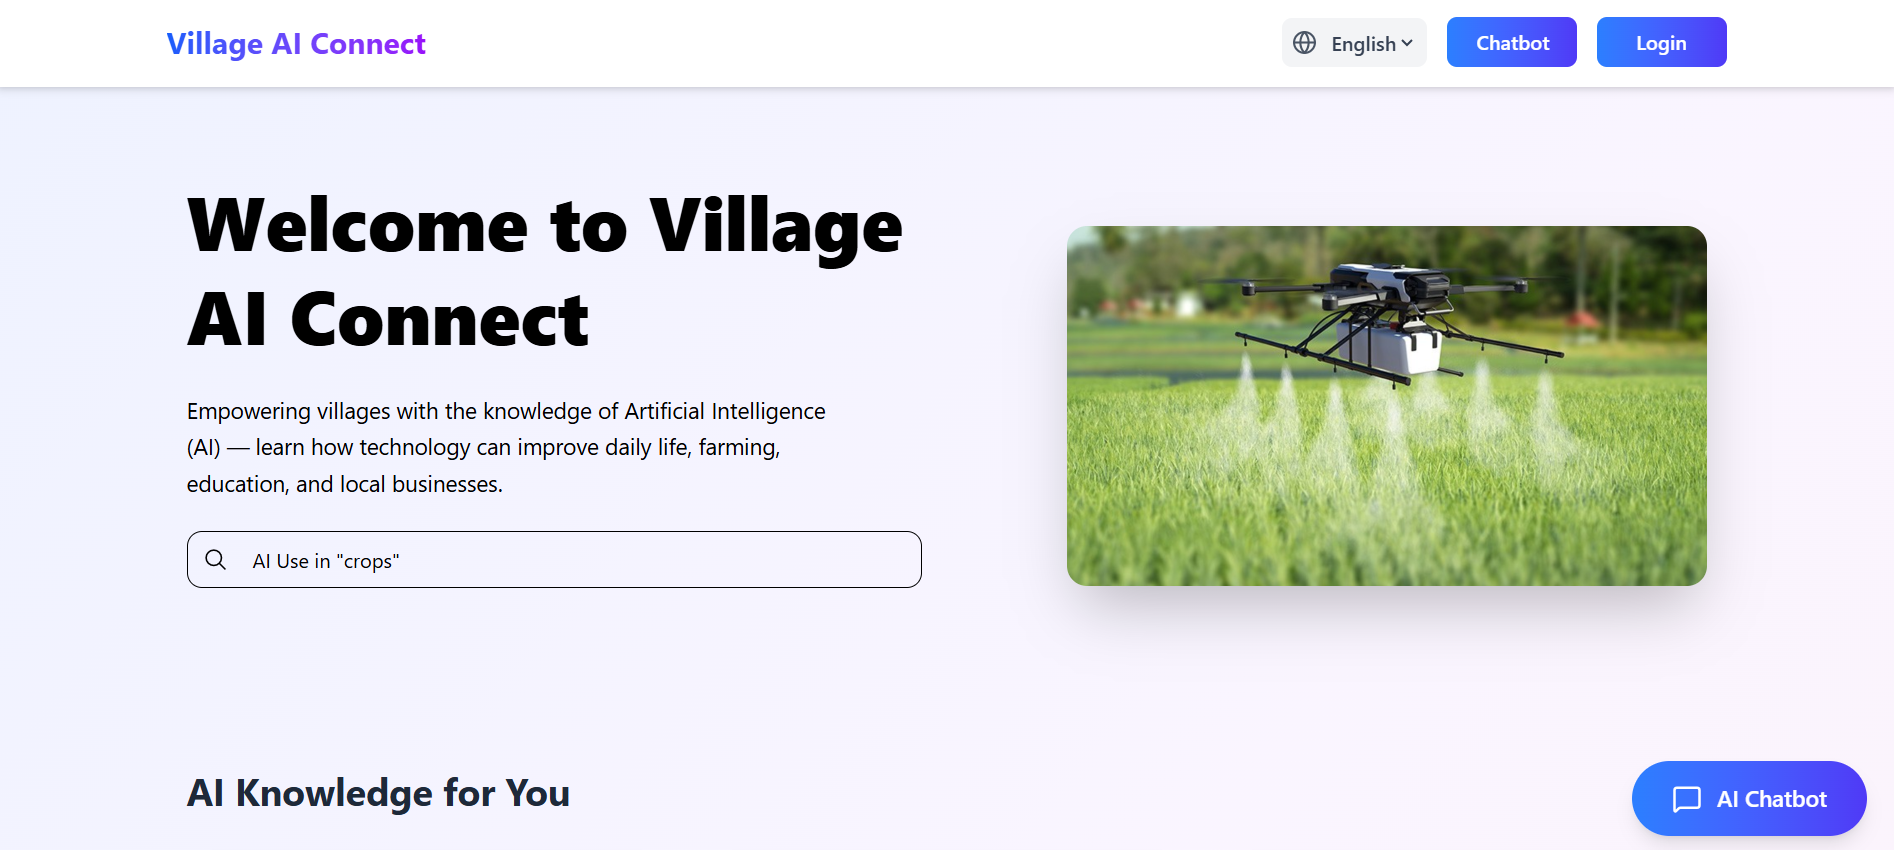 Village AI Connect
English
Chatbot
Login
Welcome to Village
AI Connect
Empowering villages with the knowledge of Artificial Intelligence
(AI) — learn how technology can improve daily life, farming,
education, and local businesses.
AI Use in "crops"
AI Knowledge for You
AI Chatbot